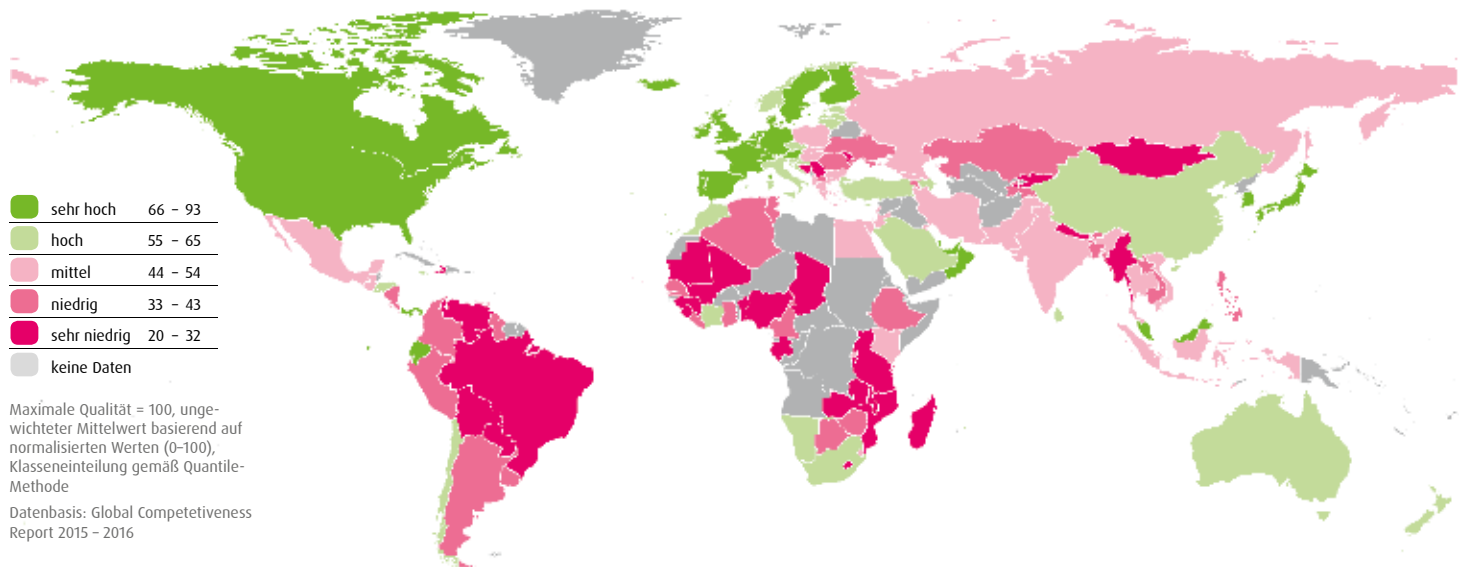 sehr hoch 66 – 93
hoch 55 – 65
mittel 44 – 54
niedrig 33 – 43
sehr niedrig 20 – 32
keine Daten
Maximale Qualität = 100, unge-
wichteter Mittelwert basierend auf
normalisierten Werten (0–100),
Klasseneinteilung gemäß Quantile-
Methode
Datenbasis: Global Competetiveness
Report 2015 – 2016